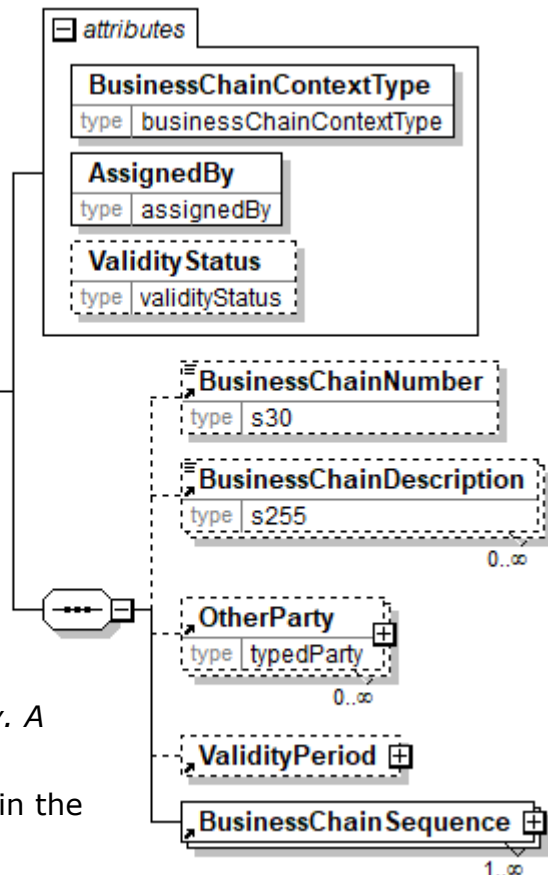 attributes
BusinessChainContextType
type businessChainContextType
AssignedBy
type assignedBy
ValidityStatus
type validityStatus
BusinessChainNumber
type s30
BusinessChainDescription
type s255
0..∞
OtherParty
type typedParty
0..∞
. A
ValidityPeriod
in the
BusinessChainSequence
1..∞